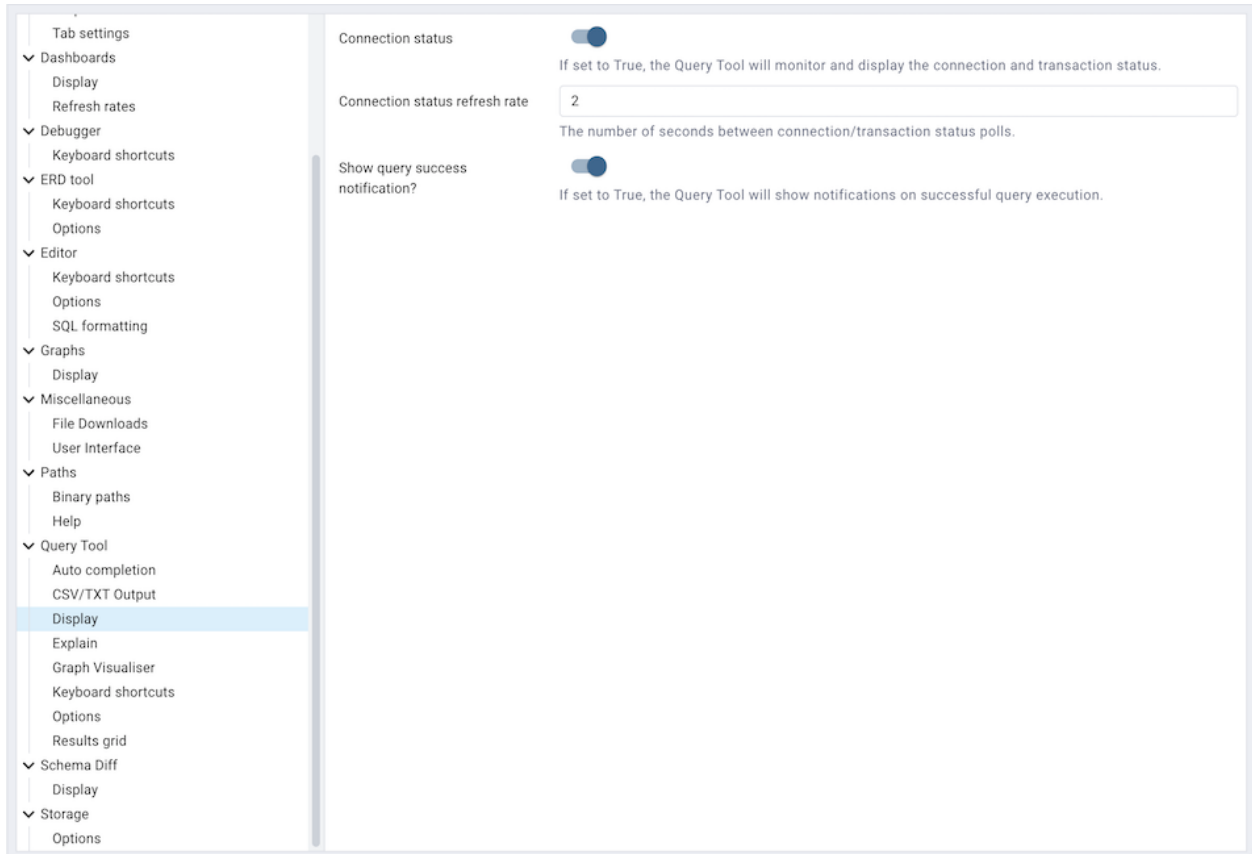 Tab settings
Dashboards
Display
Refresh rates
Debugger
Keyboard shortcuts
ERD tool
Keyboard shortcuts
Options
Editor
Keyboard shortcuts
Options
SQL formatting
Graphs
Display
Miscellaneous
File Downloads
User Interface
Paths
Binary paths
Help
Query Tool
Auto completion
CSV/TXT Output
Display
Explain
Graph Visualiser
Keyboard shortcuts
Options
Results grid
Schema Diff
Display
Storage
Options
Connection status
If set to True, the Query Tool will monitor and display the connection and transaction status.
Connection status refresh rate
2
The number of seconds between connection/transaction status polls.
Show query success
notification?
If set to True, the Query Tool will show notifications on successful query execution.